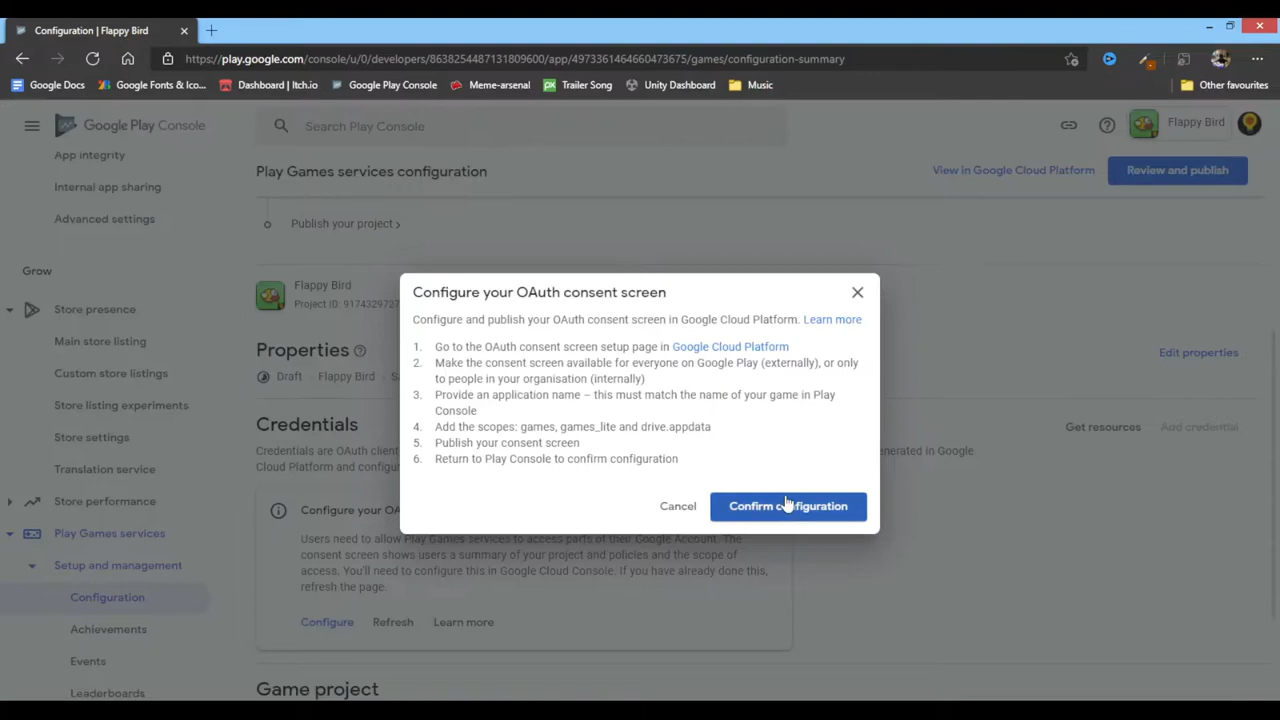 Configuration | Flappy Bird
https://play.google.com/console/u/0/developers/8638254487131809600/app/4973361464660473675/games/configuration-summary
Google Docs
Google Fonts & Ico...
Dashboard | Itch.io
Google Play Console
Meme-arsenal
Trailer Song
Unity Dashboard
Music
Other favourites
Google Play Console
Search Play Console
Flappy Bird
App integrity
Internal app sharing
Advanced settings
Grow
Store presence
Main store listing
Custom store listings
Store listing experiments
Store settings
Translation service
Store performance
Play Games services
Setup and management
Configuration
Achievements
Events
Leaderboards
Play Games services configuration
View in Google Cloud Platform
Review and publish
Publish your project
Flappy Bird
Project ID: 9174329727
Properties
Edit properties
Draft
Flappy Bird
Credentials
Get resources
Add credential
Credentials are OAuth client
generated in Google
Cloud Platform and configur
Configure your OA
Users need to allow Play Games services to access parts of their Google Account. The
consent screen shows users a summary of your project and policies and the scope of
access. You'll need to configure this in Google Cloud Console. If you have already done this,
refresh the page.
Configure
Refresh
Learn more
Game project
Configure your OAuth consent screen
Configure and publish your OAuth consent screen in Google Cloud Platform. Learn more
1. Go to the OAuth consent screen setup page in Google Cloud Platform
2. Make the consent screen available for everyone on Google Play (externally), or only
to people in your organisation (internally)
3. Provide an application name – this must match the name of your game in Play
Console
4. Add the scopes: games, games_lite and drive.appdata
5. Publish your consent screen
6. Return to Play Console to confirm configuration
Cancel
Confirm configuration